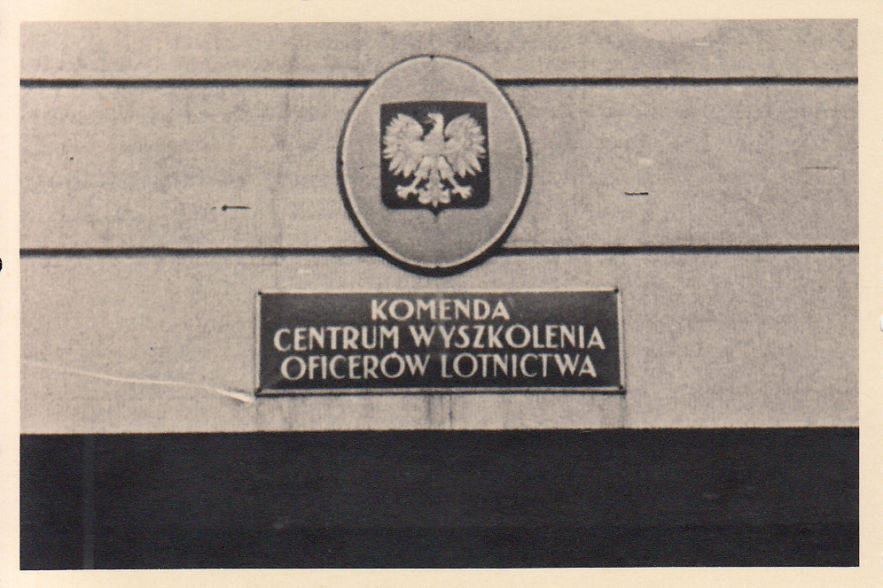 KOMENDA
CENTRUM WYSZKOLENIA
OFICERÓW LOTNICTWA